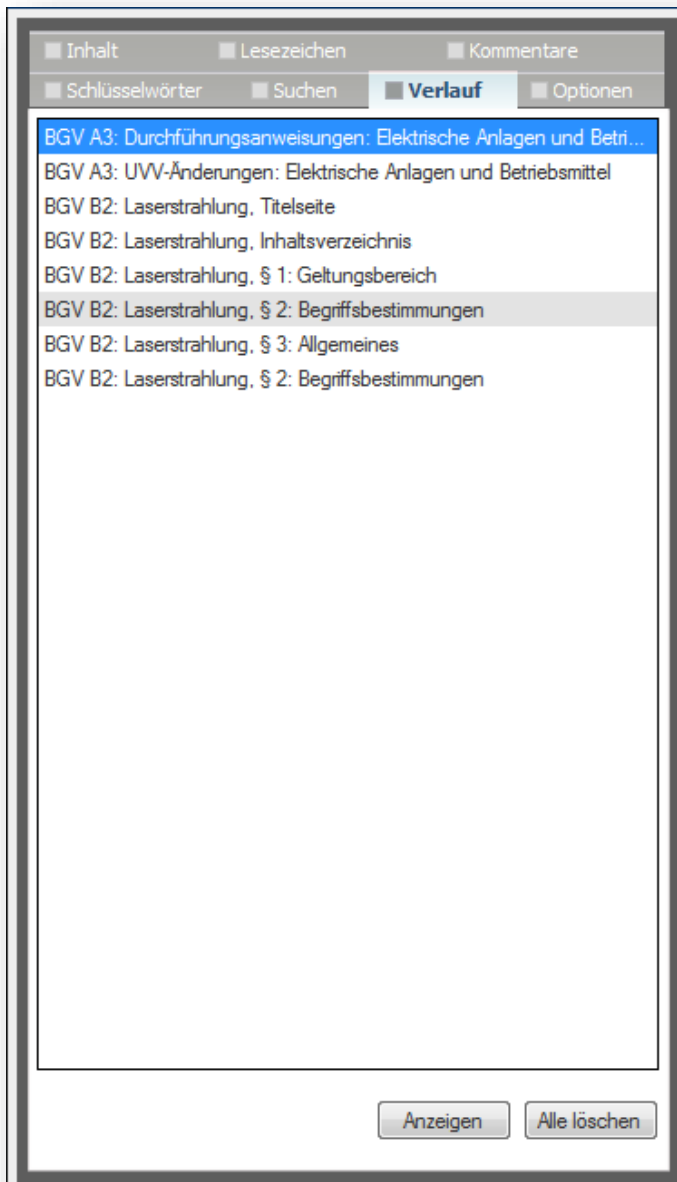 Inhalt Lesezeichen Kommentare
Schlüsselwörter Suchen Verlauf Optionen
BGV A3: Durchführungsanweisungen: Elektrische Anlagen und Betri...
BGV A3: UVV-Änderungen: Elektrische Anlagen und Betriebsmittel
BGV B2: Laserstrahlung, Titelseite
BGV B2: Laserstrahlung, Inhaltsverzeichnis
BGV B2: Laserstrahlung, § 1: Geltungsbereich
BGV B2: Laserstrahlung, § 2: Begriffsbestimmungen
BGV B2: Laserstrahlung, § 3: Allgemeines
BGV B2: Laserstrahlung, § 2: Begriffsbestimmungen
Anzeigen Alle löschen